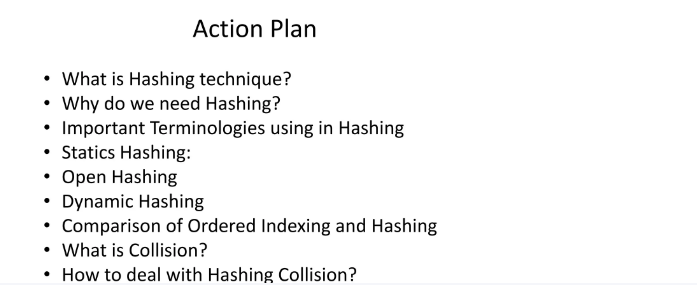 Action Plan
• What is Hashing technique?
• Why do we need Hashing?
• Important Terminologies using in Hashing
• Statics Hashing:
• Open Hashing
• Dynamic Hashing
• Comparison of Ordered Indexing and Hashing
• What is Collision?
• How to deal with Hashing Collision?